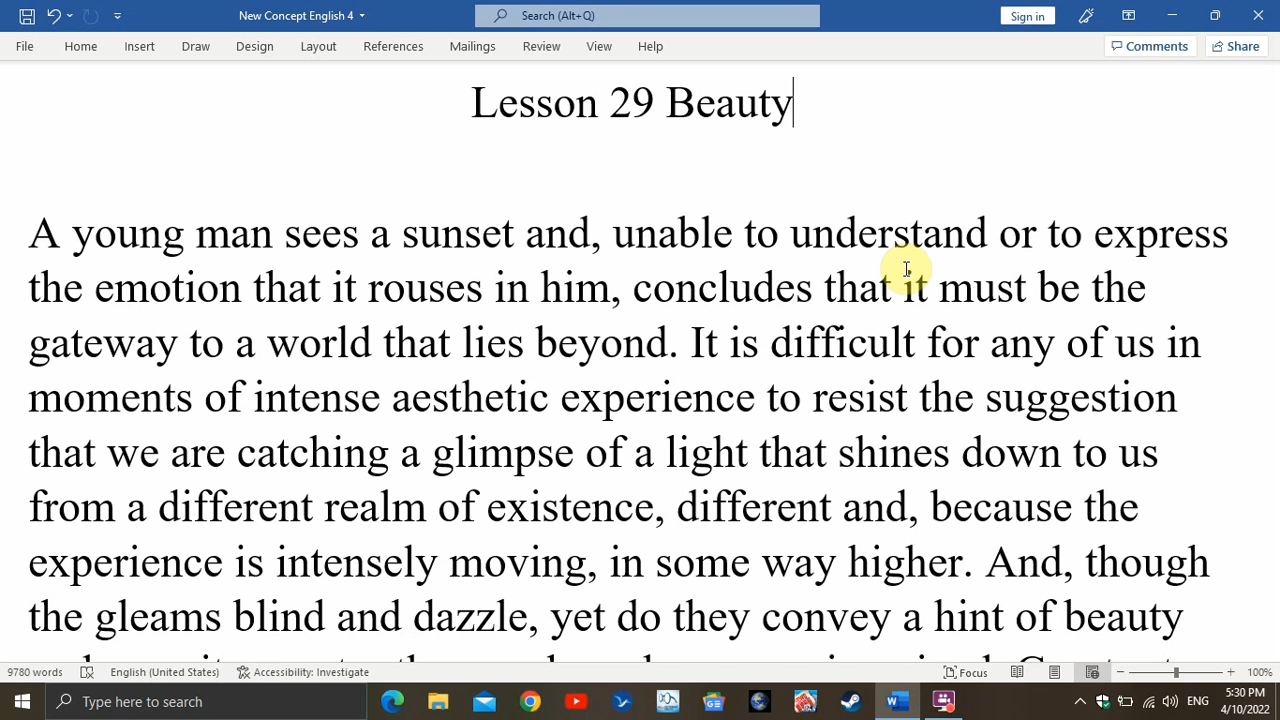 New Concept English 4
Search (Alt+Q)
Sign in
File Home Insert Draw Design Layout References Mailings Review View Help
Comments Share
Lesson 29 Beauty
A young man sees a sunset and, unable to understand or to express
the emotion that it rouses in him, concludes that it must be the
gateway to a world that lies beyond. It is difficult for any of us in
moments of intense aesthetic experience to resist the suggestion
that we are catching a glimpse of a light that shines down to us
from a different realm of existence, different and, because the
experience is intensely moving, in some way higher. And, though
the gleams blind and dazzle, yet do they convey a hint of beauty
9780 words English (United States) Accessibility: Investigate Focus 100%
Type here to search
ENG
5:30 PM
4/10/2022